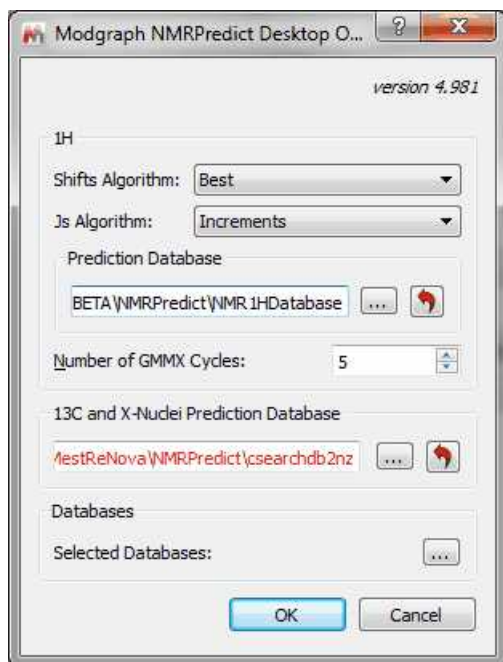 Modgraph NMRPredict Desktop O...
version 4.981
1H
Shifts Algorithm: Best
Js Algorithm: Increments
Prediction Database
BETA\NMRPredict\NMR1HDatabase ...
Number of GMMX Cycles: 5
13C and X-Nuclei Prediction Database
MestReNova\NMRPredict\csearchdb2nz ...
Databases
Selected Databases: ...
OK Cancel